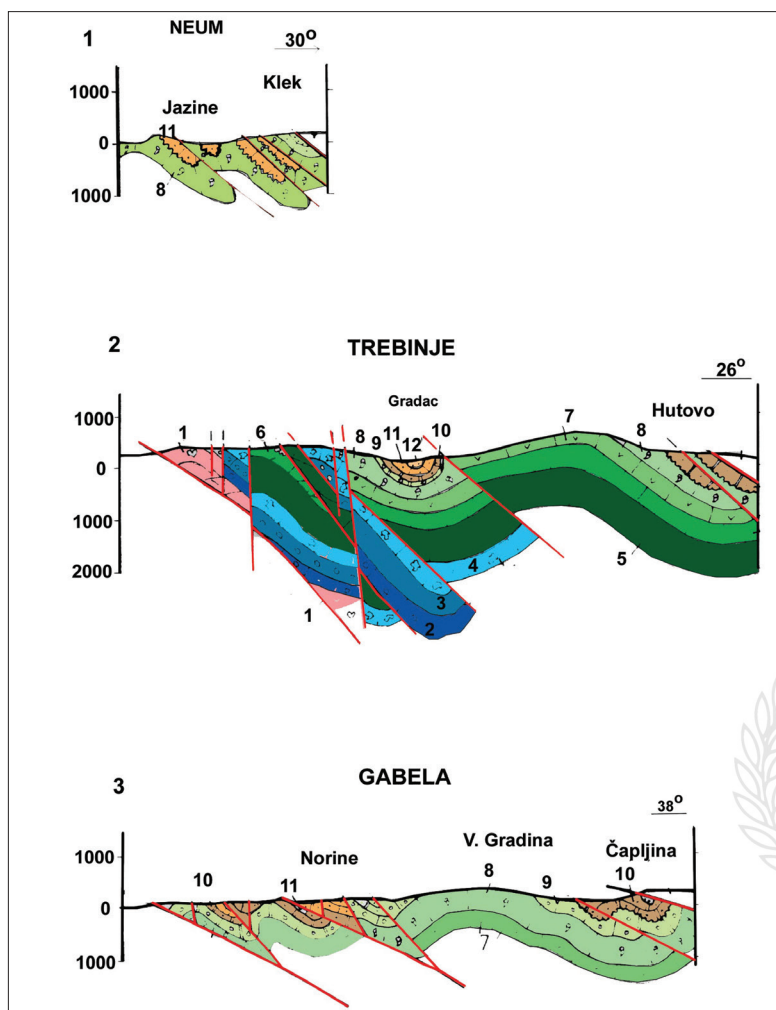 1 NEUM 30°
Klek
1000
Jazine
11
0
8
1000
2 TREBINJE
26°
Gradac
Hutovo
1000
1 6 8 9 11 12 10 7 8
0
1000
2000
4
5
3
1
2
3 GABELA
38°
V. Gradina Čapljina
Norine
1000
10 11 8 9 10
0
7
1000